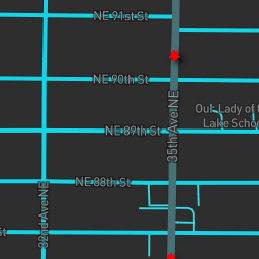 NE 91st St
NE 90th St
Our Lady of t
Lake Schoo
NE 89th St
35th Ave NE
NE 88th St
32nd Ave NE
St